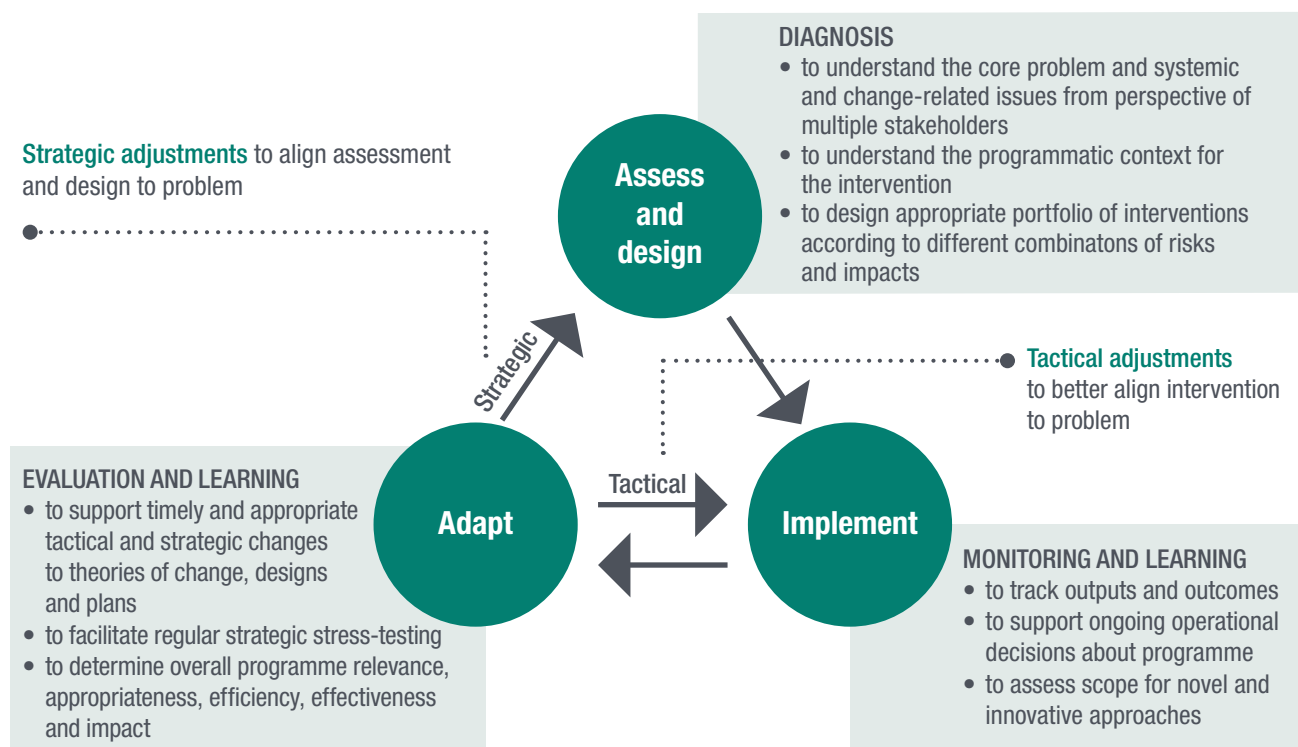 DIAGNOSIS
• to understand the core problem and systemic
and change-related issues from perspective of
multiple stakeholders
• to understand the programmatic context for
the intervention
• to design appropriate portfolio of interventions
according to different combinatons of risks
and impacts
Strategic adjustments to align assessment
and design to problem
Assess
and
design
Strategic
Tactical adjustments
to better align intervention
to problem
EVALUATION AND LEARNING
• to support timely and appropriate
tactical and strategic changes
to theories of change, designs
and plans
• to facilitate regular strategic stress-testing
• to determine overall programme relevance,
appropriateness, efficiency, effectiveness
and impact
Adapt
Tactical
Implement
MONITORING AND LEARNING
• to track outputs and outcomes
• to support ongoing operational
decisions about programme
• to assess scope for novel and
innovative approaches